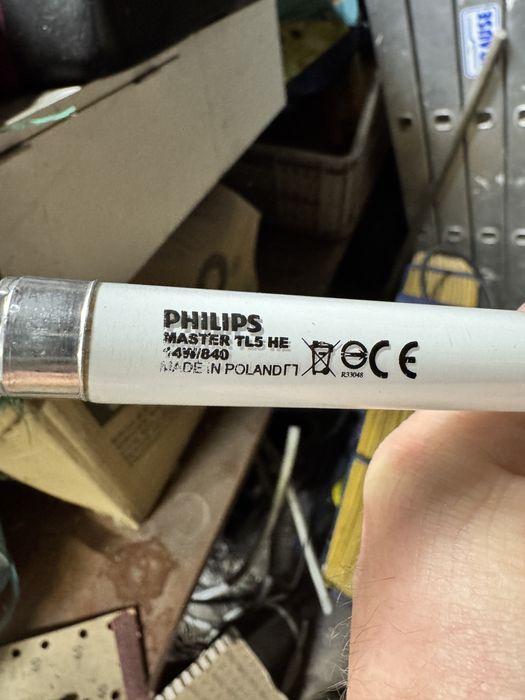 PHILIPS
MASTER TL5 HE
14W/840
MADE IN POLAND
R33048
CE